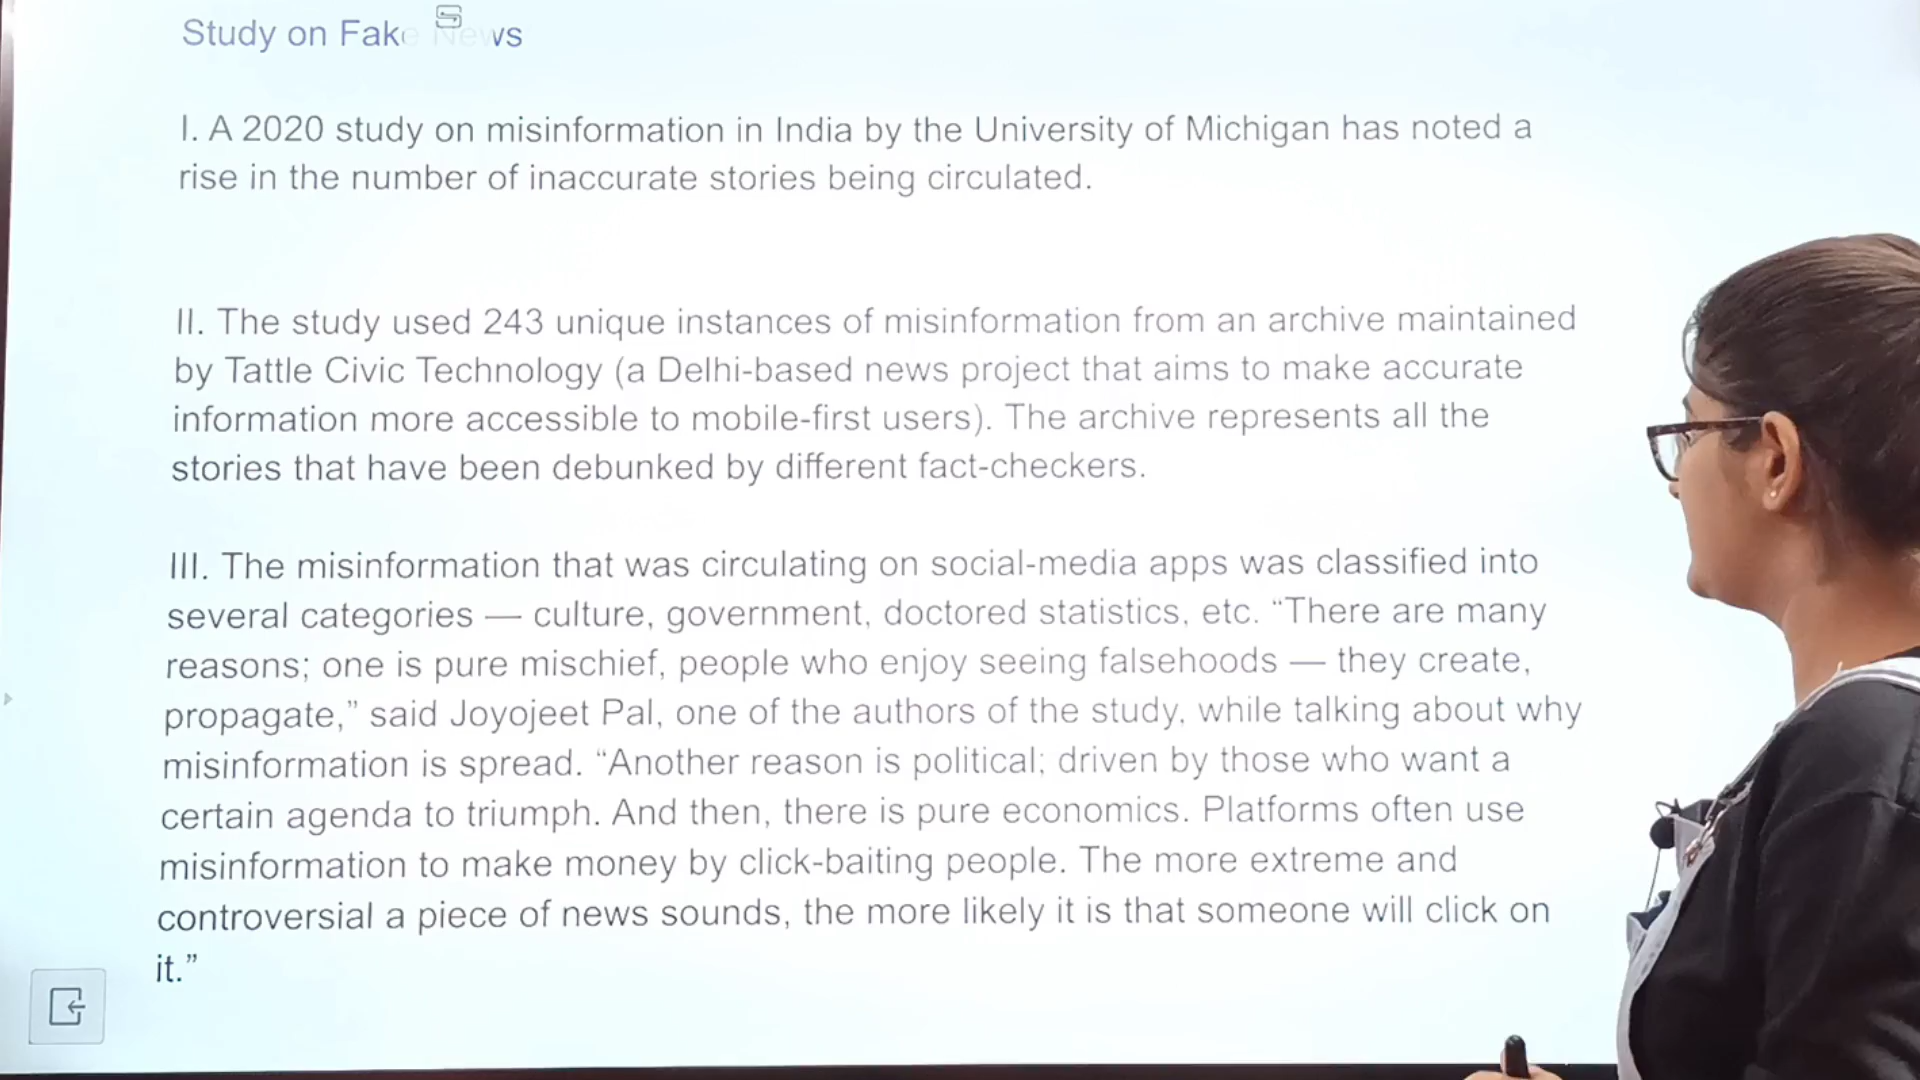 Study on Fake News
I. A 2020 study on misinformation in India by the University of Michigan has noted a
rise in the number of inaccurate stories being circulated.
II. The study used 243 unique instances of misinformation from an archive maintained
by Tattle Civic Technology (a Delhi-based news project that aims to make accurate
information more accessible to mobile-first users). The archive represents all the
stories that have been debunked by different fact-checkers.
III. The misinformation that was circulating on social-media apps was classified into
several categories — culture, government, doctored statistics, etc. “There are many
reasons; one is pure mischief, people who enjoy seeing falsehoods — they create,
propagate,” said Joyojeet Pal, one of the authors of the study, while talking about why
misinformation is spread. “Another reason is political; driven by those who want a
certain agenda to triumph. And then, there is pure economics. Platforms often use
misinformation to make money by click-baiting people. The more extreme and
controversial a piece of news sounds, the more likely it is that someone will click on
it.”